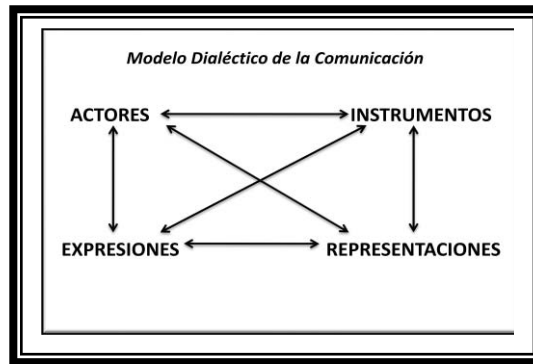 Modelo Dialéctico de la Comunicación
ACTORES INSTRUMENTOS
EXPRESIONES REPRESENTACIONES